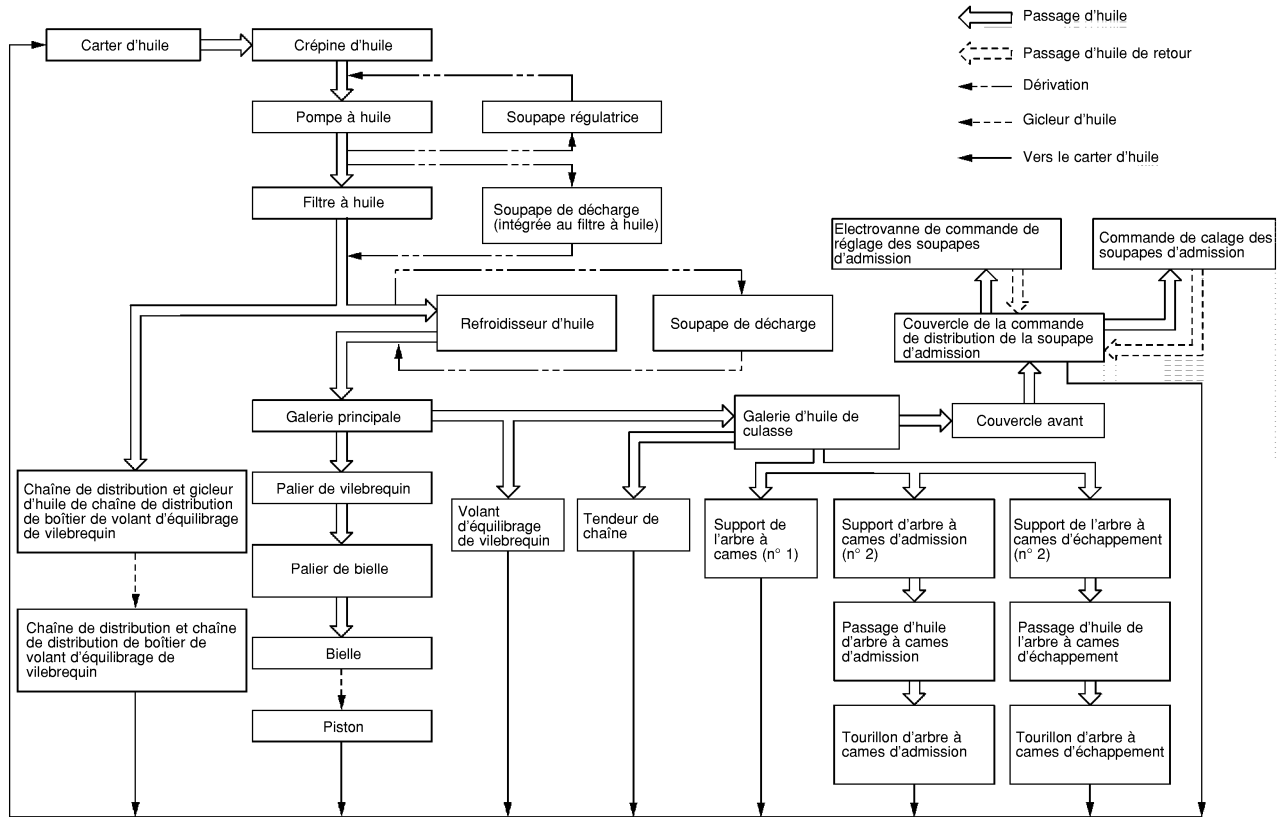 Carter d'huile
Crépine d'huile
Passage d'huile
Passage d'huile de retour
Dérivation
Gicleur d'huile
Vers le carter d'huile
Pompe à huile
Soupape régulatrice
Filtre à huile
Soupape de décharge
(intégrée au filtre à huile)
Electrovanne de commande de
réglage des soupapes
d'admission
Commande de calage des
soupapes d'admission
Refroidisseur d'huile
Soupape de décharge
Couvercle de la commande
de distribution de la soupape
d'admission
Galerie principale
Galerie d'huile de
culasse
Couvercle avant
Chaîne de distribution et gicleur
d'huile de chaîne de distribution
de boîtier de volant d'équilibrage
de vilebrequin
Palier de vilebrequin
Volant
d'équilibrage
de vilebrequin
Tendeur de
chaîne
Support de
l'arbre à
cames (n° 1)
Support d'arbre à
cames d'admission
(n° 2)
Support de l'arbre à
cames d'échappement
(n° 2)
Palier de bielle
Chaîne de distribution et chaîne
de distribution de boîtier de
volant d'équilibrage de
vilebrequin
Bielle
Passage d'huile
d'arbre à cames
d'admission
Passage d'huile de
l'arbre à cames
d'échappement
Piston
Tourillon d'arbre à
cames d'admission
Tourillon d'arbre à
cames d'échappement